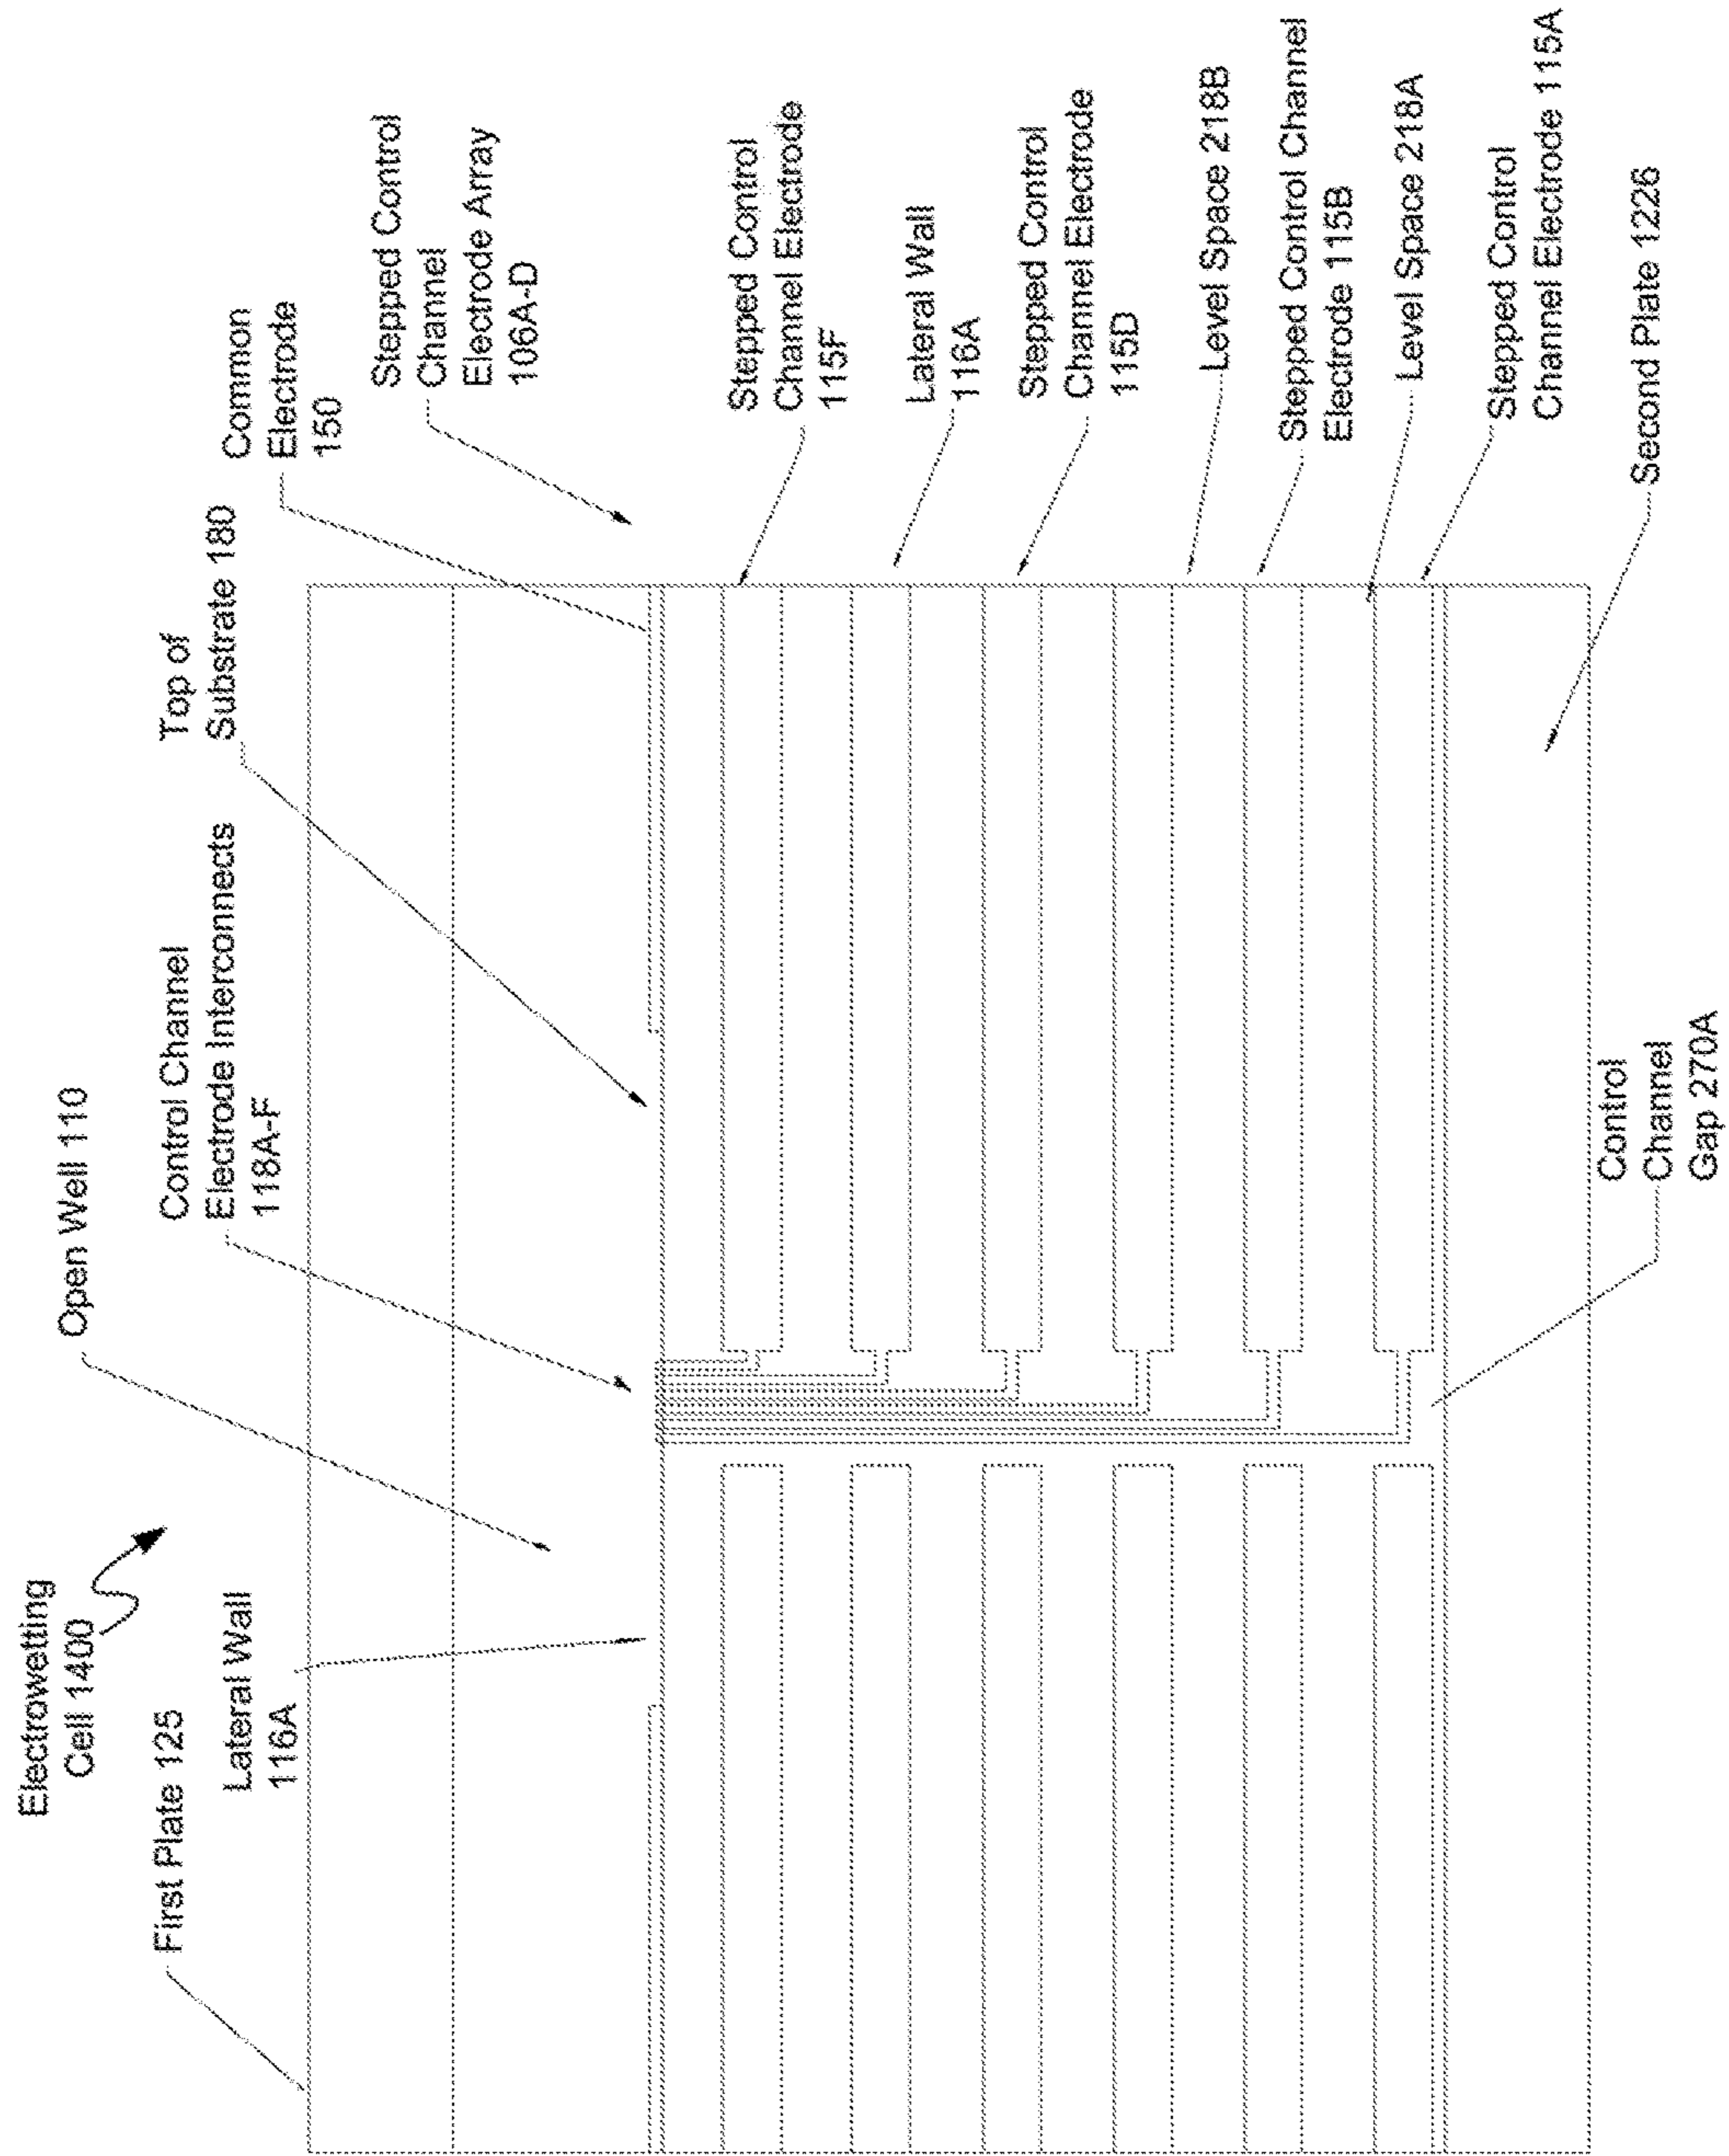 Electrowetting
Cell 1400
First Plate 125
Lateral Wall
116A
Open Well 110
Control Channel
Electrode Interconnects
118A-F
Top of
Substrate 180
Common
Electrode
150
Stepped Control
Channel
Electrode Array
106A-D
Stepped Control
Channel Electrode
115F
Lateral Wall
116A
Stepped Control
Channel Electrode
115D
Level Space 218B
Stepped Control Channel
Electrode 115B
Level Space 218A
Stepped Control
Channel Electrode 115A
Second Plate 1226
Control
Channel
Gap 270A